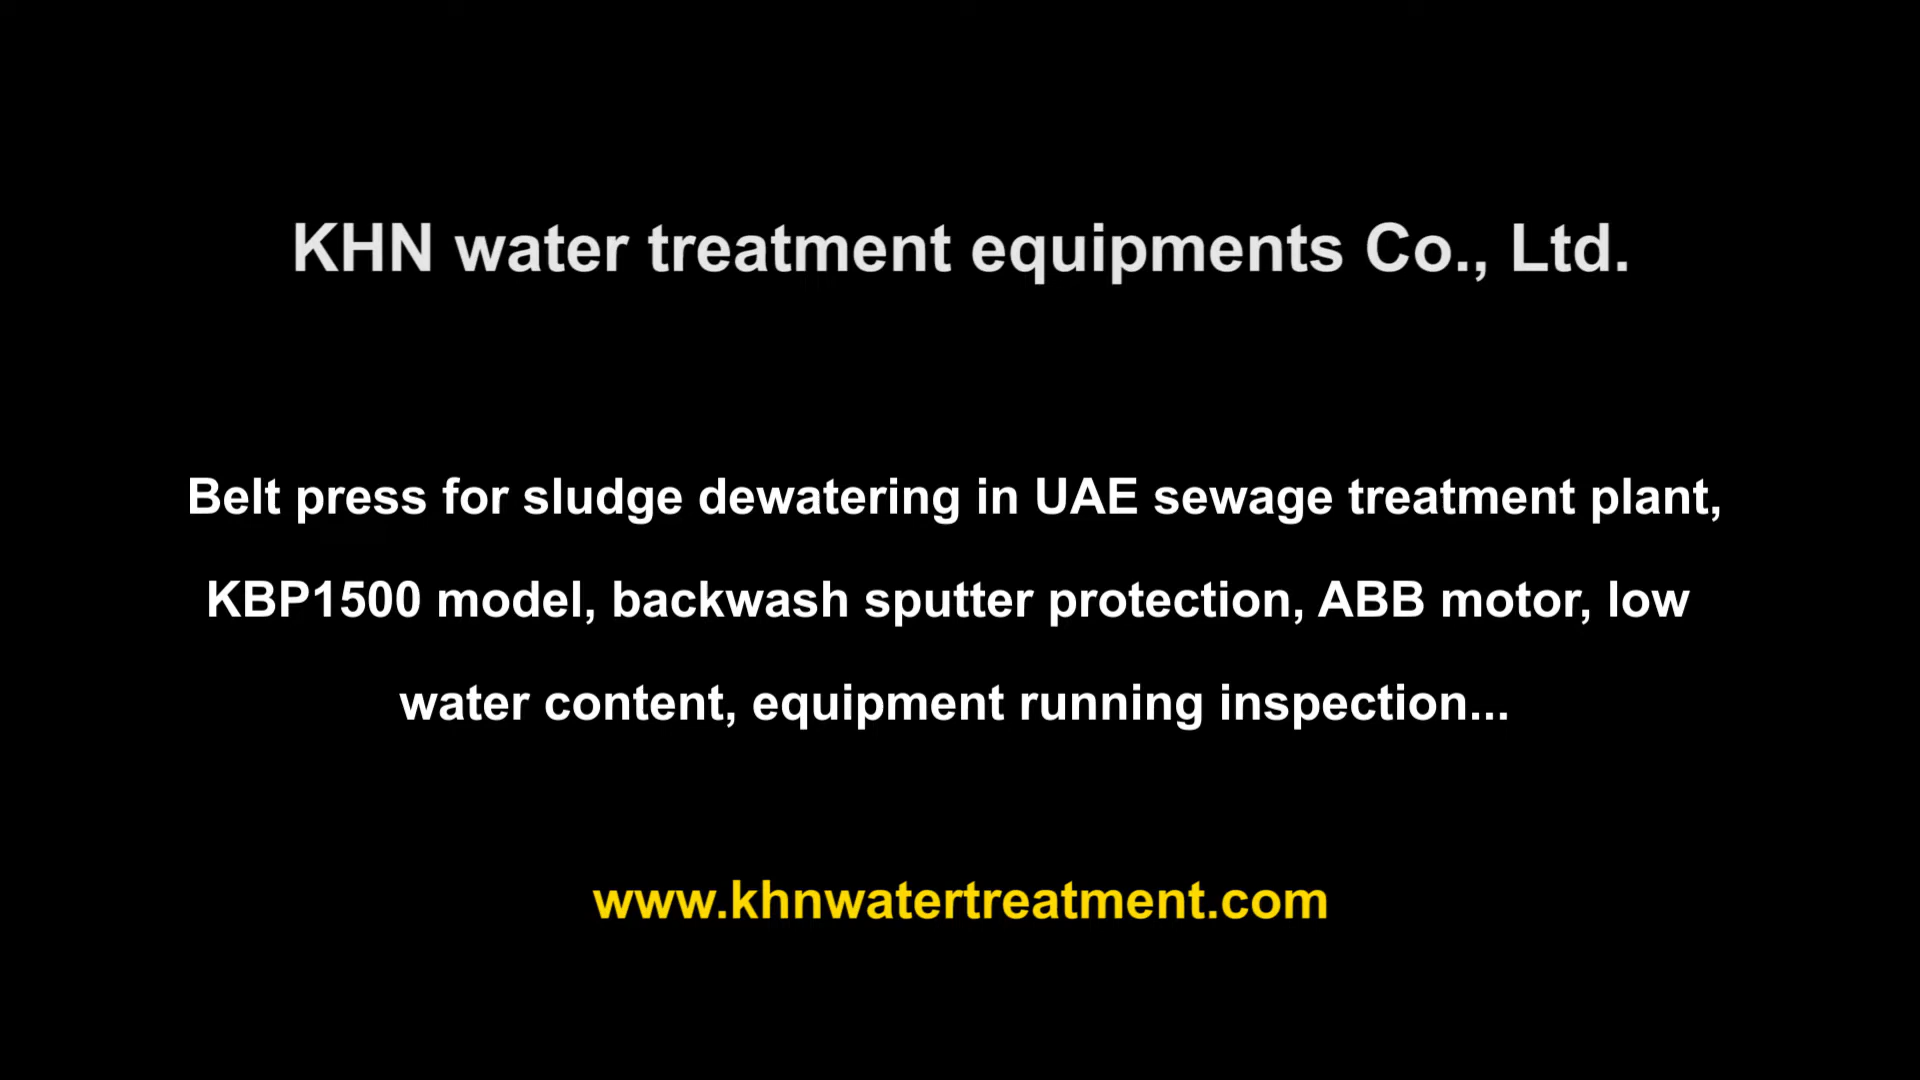 KHN water treatment equipments Co., Ltd.
Belt press for sludge dewatering in UAE sewage treatment plant,
KBP1500 model, backwash sputter protection, ABB motor, low
water content, equipment running inspection...
www.khnwatertreatment.com